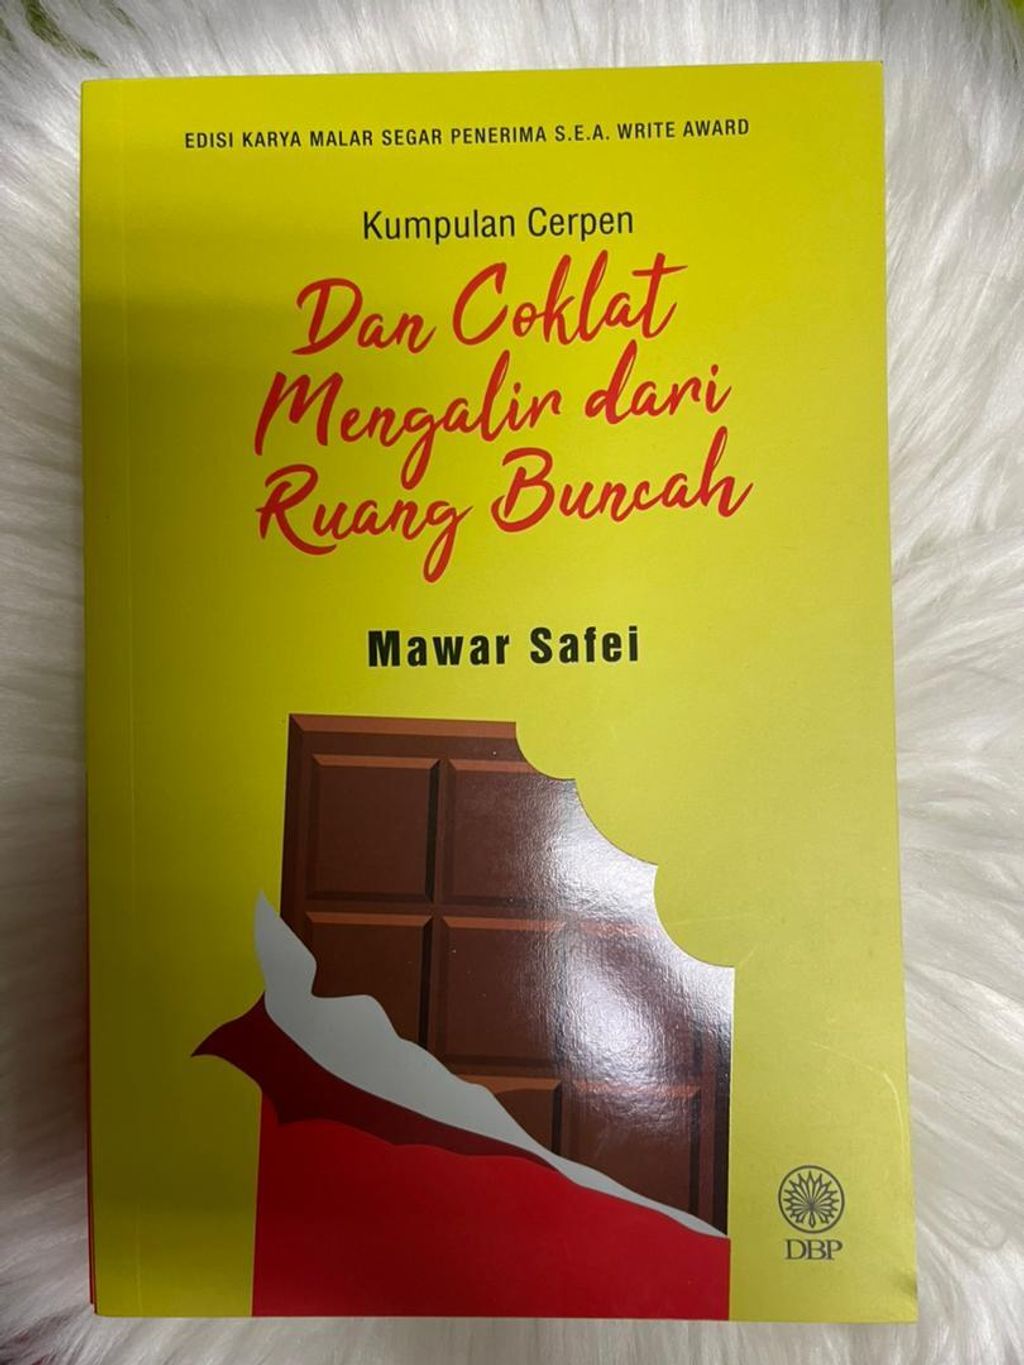 EDISI KARYA MALAR SEGAR PENERIMA S.E.A. WRITE AWARD
Kumpulan Cerpen
Dan Coklat
Mengalir dari
Ruang Buncah
Mawar Safei
DBP